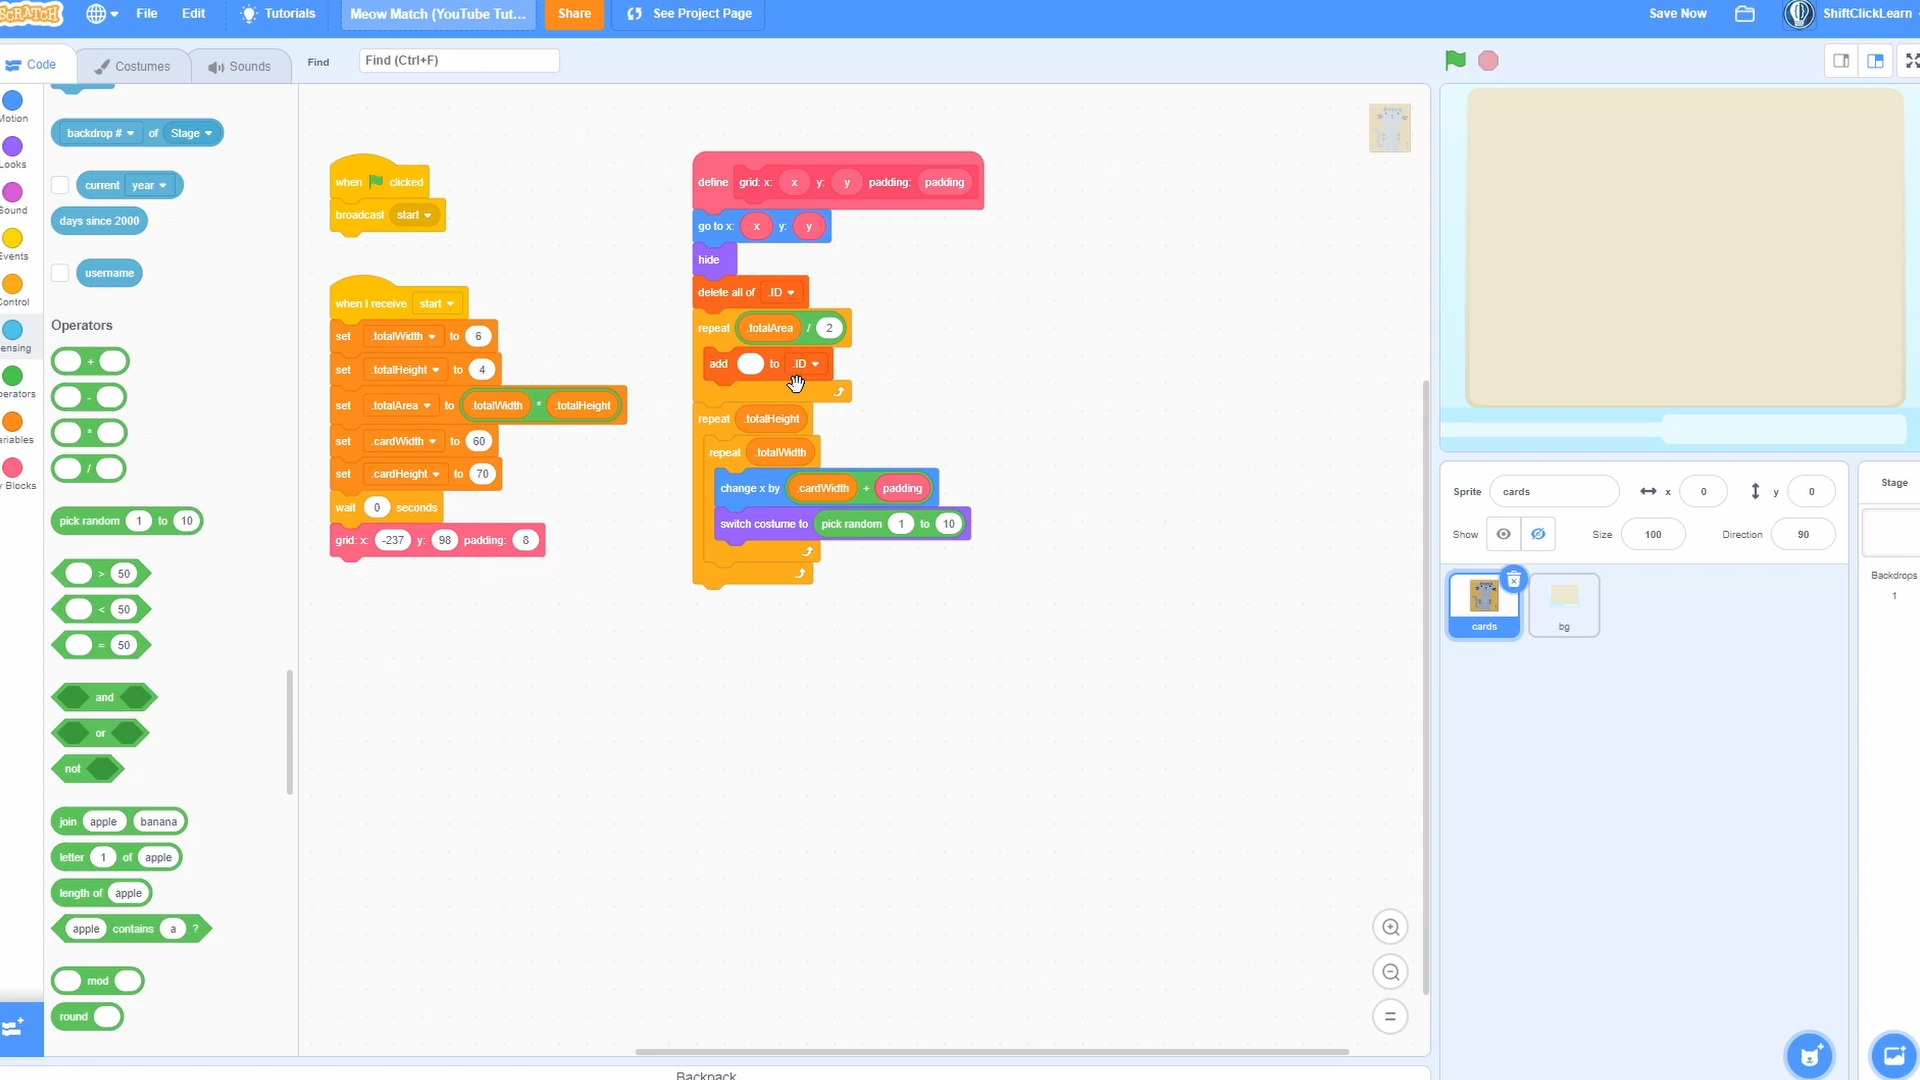 SCRATCH File Edit Tutorials Meow Match (YouTube Tut... Share See Project Page Save Now ShiftClickLearn
Code Costumes Sounds Find Find (Ctrl+F)
Motion
Looks
Sound
Events
Control
ensing
perators
ariables
y Blocks
backdrop # of Stage
current year
days since 2000
username
Operators
+
-
*
/
pick random 1 to 10
> 50
< 50
= 50
and
or
not
join apple banana
letter 1 of apple
length of apple
apple contains a ?
mod
round
when clicked
broadcast start
when I receive start
set .totalWidth to 6
set .totalHeight to 4
set .totalArea to .totalWidth * .totalHeight
set .cardWidth to 60
set .cardHeight to 70
wait 0 seconds
grid: x: -237 y: 98 padding: 8
define grid: x: x y: y padding: padding
go to x: x y: y
hide
delete all of .ID
repeat .totalArea / 2
add to .ID
repeat .totalHeight
repeat .totalWidth
change x by .cardWidth + padding
switch costume to pick random 1 to 10
Backpack
Sprite cards x 0 y 0
Show Size 100 Direction 90
cards
bg
Stage
Backdrops
1